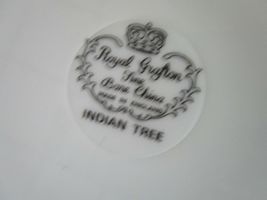 Royal Grafton
Fine
Bone China
MADE IN ENGLAND
INDIAN TREE